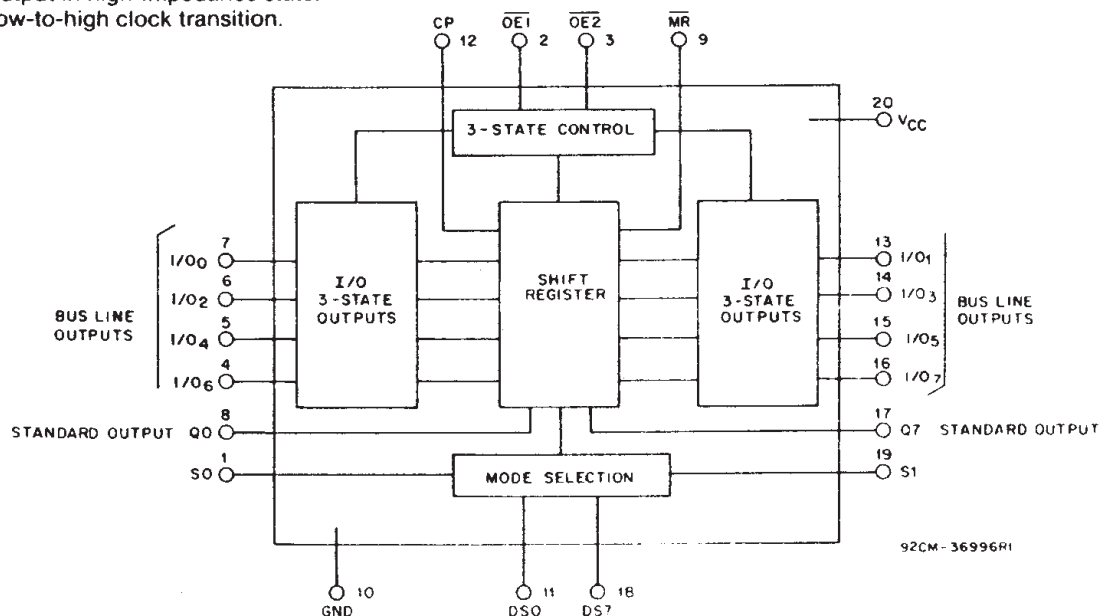 output in high-impedance state.
low-to-high clock transition.
CP
12
OE1
2
OE2
3
MR
9
20
VCC
3-STATE CONTROL
BUS LINE
OUTPUTS
7
I/O0
6
I/O2
5
I/O4
4
I/O6
I/O
3-STATE
OUTPUTS
SHIFT
REGISTER
I/O
3-STATE
OUTPUTS
13
I/O1
14
I/O3
15
I/O5
16
I/O7
BUS LINE
OUTPUTS
8
STANDARD OUTPUT Q0
17
Q7 STANDARD OUTPUT
1
S0
MODE SELECTION
19
S1
10
GND
11
DS0
18
DS7
92CM-36996R1